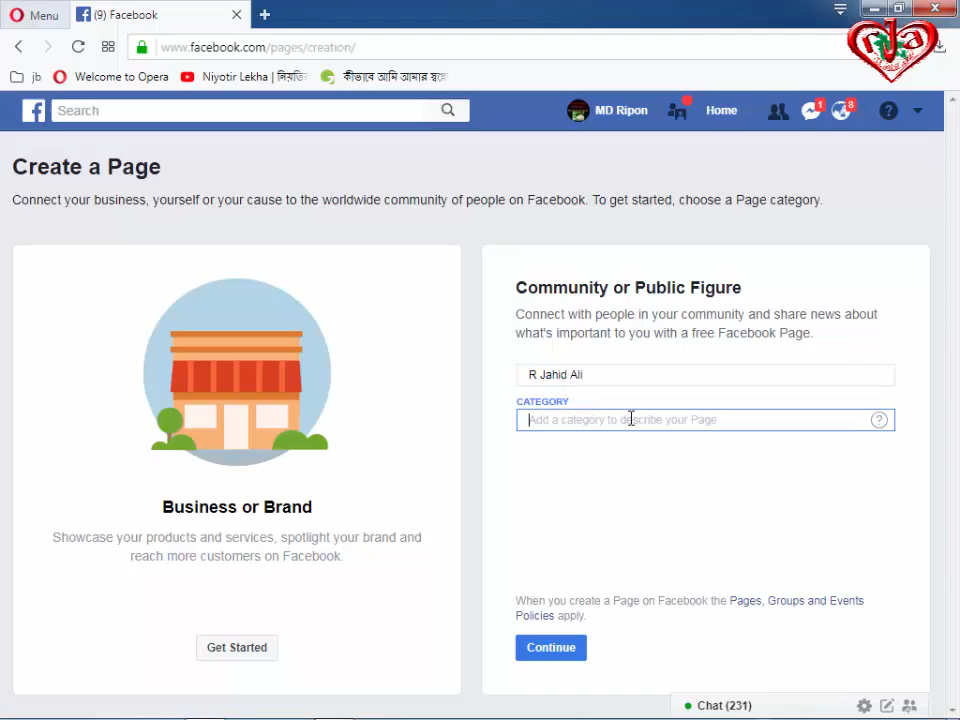 Menu
(9) Facebook
www.facebook.com/pages/creation/
jb
Welcome to Opera
Niyotir Lekha | নিয়তি
কীভাবে আমি আমার
Search
MD Ripon
Home
1
8
Create a Page
Connect your business, yourself or your cause to the worldwide community of people on Facebook. To get started, choose a Page category.
Business or Brand
Showcase your products and services, spotlight your brand and
reach more customers on Facebook.
Get Started
Community or Public Figure
Connect with people in your community and share news about
what's important to you with a free Facebook Page.
R Jahid Ali
CATEGORY
Add a category to describe your Page
When you create a Page on Facebook the Pages, Groups and Events
Policies apply.
Continue
Chat (231)